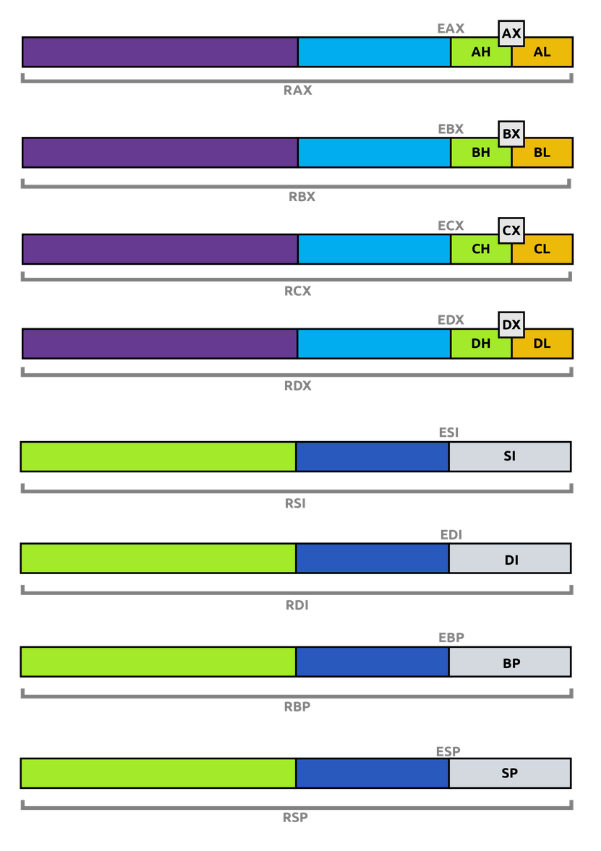 EAX
AX
AH AL
RAX
EBX
BX
BH BL
RBX
ECX
CX
CH CL
RCX
EDX
DX
DH DL
RDX
ESI
SI
RSI
EDI
DI
RDI
EBP
BP
RBP
ESP
SP
RSP